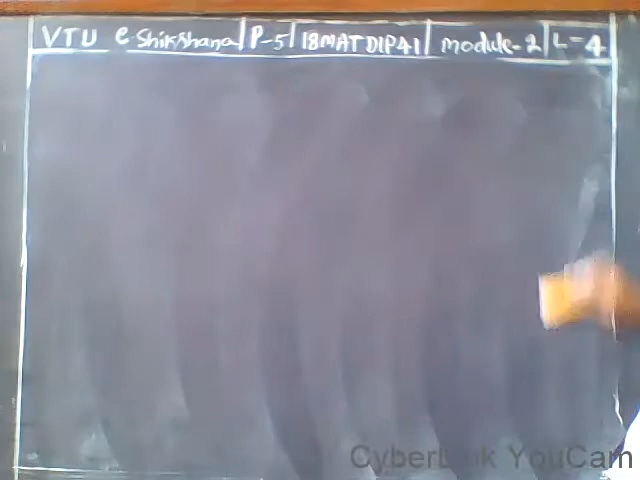 VTU e-Shikshana | P-5 | 18MATDIP41 | Module-2 | L-4
CyberLink YouCam